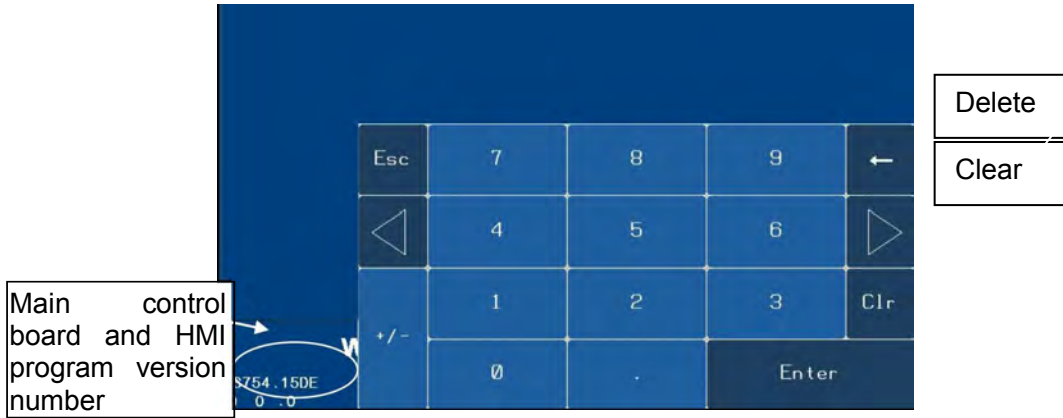 Delete
Clear
Esc 7 8 9 ←
4 5 6
1 2 3 Clr
+/-
0 . Enter
Main control
board and HMI
program version
number
W
754.15DE
0 .0